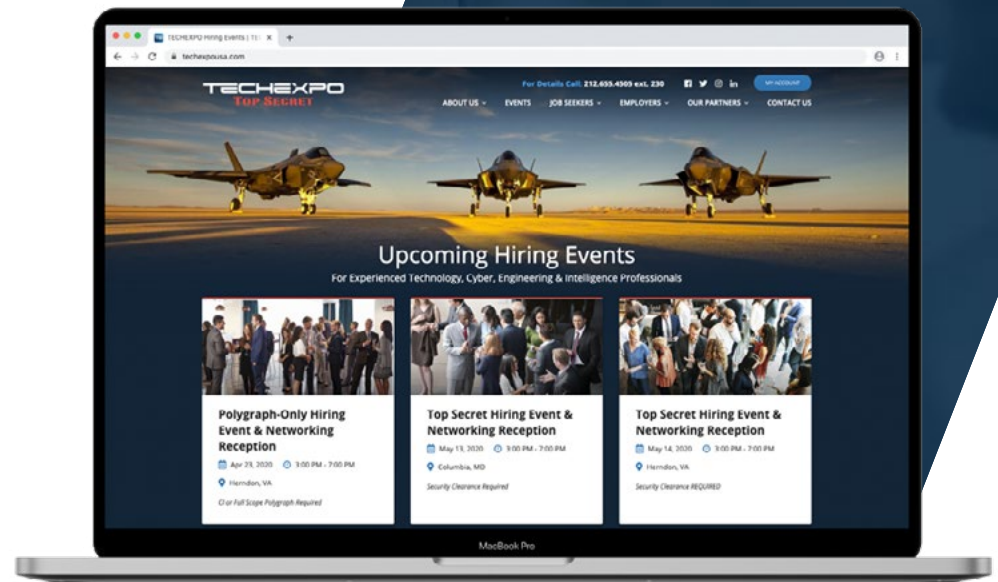 TECHEXPO Hiring Events | TE
techexpousa.com
TECHEXPO
TOP SECRET
For Details Call: 212.655.4505 ext. 230
MY ACCOUNT
ABOUT US EVENTS JOB SEEKERS EMPLOYERS OUR PARTNERS CONTACT US
Upcoming Hiring Events
For Experienced Technology, Cyber, Engineering & Intelligence Professionals
Polygraph-Only Hiring
Event & Networking
Reception
Apr 23, 2020 3:00 PM - 7:00 PM
Herndon, VA
CI or Full Scope Polygraph Required
Top Secret Hiring Event &
Networking Reception
May 13, 2020 3:00 PM - 7:00 PM
Columbia, MD
Security Clearance Required
Top Secret Hiring Event &
Networking Reception
May 14, 2020 3:00 PM - 7:00 PM
Herndon, VA
Security Clearance REQUIRED
MacBook Pro